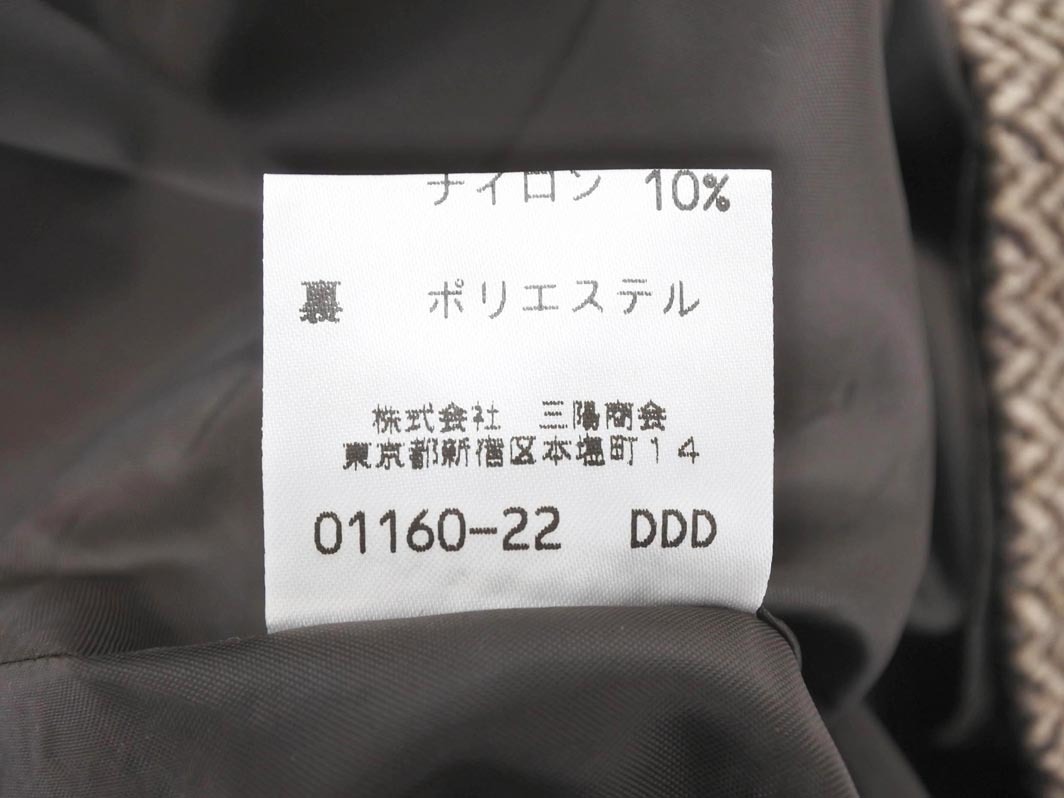 ナイロン 10%
裏 ポリエステル
株式会社 三陽商会
東京都新宿区本塩町14
01160-22 DDD